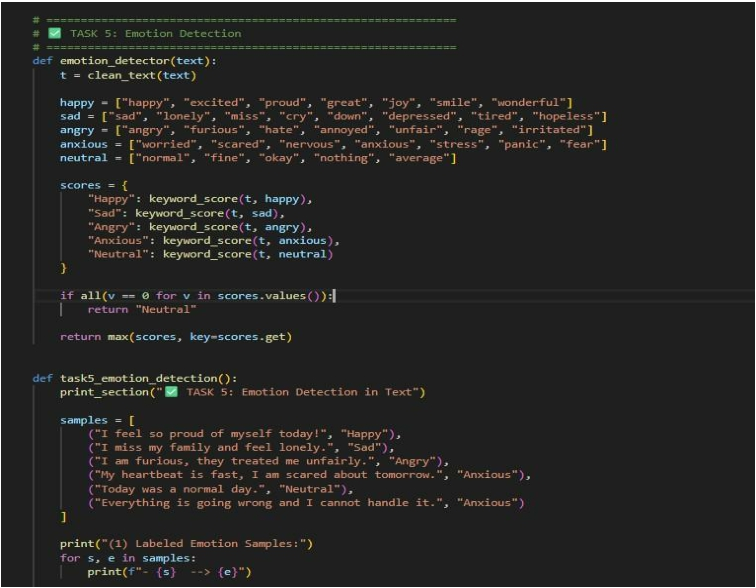 # ============================================================
# ✅ TASK 5: Emotion Detection
# ============================================================
def emotion_detector(text):
    t = clean_text(text)

    happy = ["happy", "excited", "proud", "great", "joy", "smile", "wonderful"]
    sad = ["sad", "lonely", "miss", "cry", "down", "depressed", "tired", "hopeless"]
    angry = ["angry", "furious", "hate", "annoyed", "unfair", "rage", "irritated"]
    anxious = ["worried", "scared", "nervous", "anxious", "stress", "panic", "fear"]
    neutral = ["normal", "fine", "okay", "nothing", "average"]

    scores = {
        "Happy": keyword_score(t, happy),
        "Sad": keyword_score(t, sad),
        "Angry": keyword_score(t, angry),
        "Anxious": keyword_score(t, anxious),
        "Neutral": keyword_score(t, neutral)
    }

    if all(v == 0 for v in scores.values()):
        return "Neutral"

    return max(scores, key=scores.get)


def task5_emotion_detection():
    print_section("✅ TASK 5: Emotion Detection in Text")

    samples = [
        ("I feel so proud of myself today!", "Happy"),
        ("I miss my family and feel lonely.", "Sad"),
        ("I am furious, they treated me unfairly.", "Angry"),
        ("My heartbeat is fast, I am scared about tomorrow.", "Anxious"),
        ("Today was a normal day.", "Neutral"),
        ("Everything is going wrong and I cannot handle it.", "Anxious")
    ]

    print("(1) Labeled Emotion Samples:")
    for s, e in samples:
        print(f"- {s}  --> {e}")